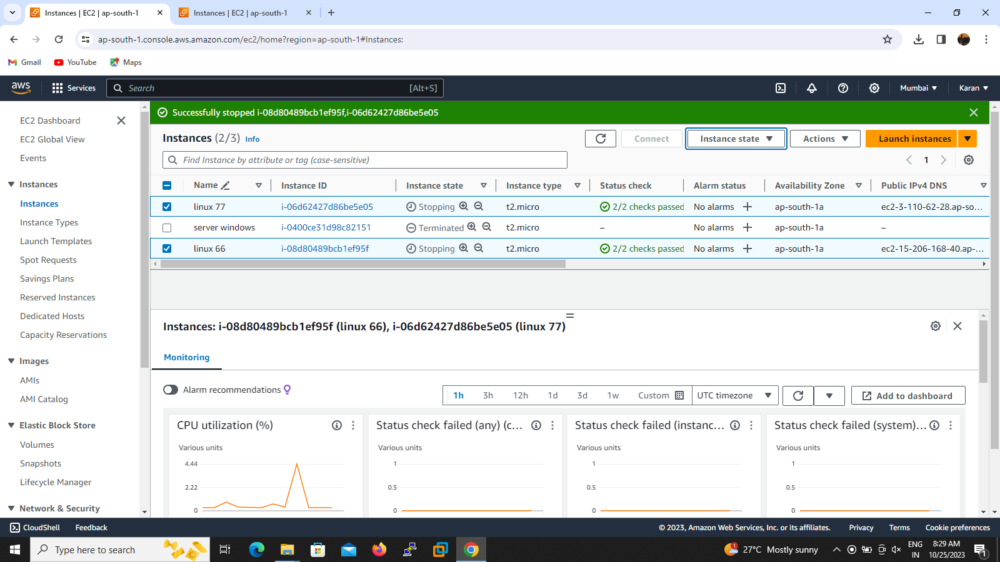 Instances | EC2 | ap-south-1
Instances | EC2 | ap-south-1
ap-south-1.console.aws.amazon.com/ec2/home?region=ap-south-1#Instances:
Gmail YouTube Maps
aws Services Search [Alt+S] Mumbai Karan
EC2 Dashboard
EC2 Global View
Events
Instances
Instances
Instance Types
Launch Templates
Spot Requests
Savings Plans
Reserved Instances
Dedicated Hosts
Capacity Reservations
Images
AMIs
AMI Catalog
Elastic Block Store
Volumes
Snapshots
Lifecycle Manager
Network & Security
Successfully stopped i-08d80489bcb1ef95f,i-06d62427d86be5e05
Instances (2/3) Info Connect Instance state Actions Launch instances
Find Instance by attribute or tag (case-sensitive) 1
Name Instance ID Instance state Instance type Status check Alarm status Availability Zone Public IPv4 DNS
linux 77 i-06d62427d86be5e05 Stopping t2.micro 2/2 checks passed No alarms ap-south-1a ec2-3-110-62-28.ap-so...
server windows i-0400ce31d98c82151 Terminated t2.micro – No alarms ap-south-1a –
linux 66 i-08d80489bcb1ef95f Stopping t2.micro 2/2 checks passed No alarms ap-south-1a ec2-15-206-168-40.ap-...
Instances: i-08d80489bcb1ef95f (linux 66), i-06d62427d86be5e05 (linux 77)
Monitoring
Alarm recommendations 1h 3h 12h 1d 3d 1w Custom UTC timezone Add to dashboard
CPU utilization (%)
Various units
4.44
2.22
0
Status check failed (any) (c...
Various units
1
0.5
0
Status check failed (instanc...
Various units
1
0.5
0
Status check failed (system)...
Various units
1
0.5
0
CloudShell Feedback © 2023, Amazon Web Services, Inc. or its affiliates. Privacy Terms Cookie preferences
Type here to search
1
27°C Mostly sunny
ENG
IN
8:29 AM
10/25/2023
1